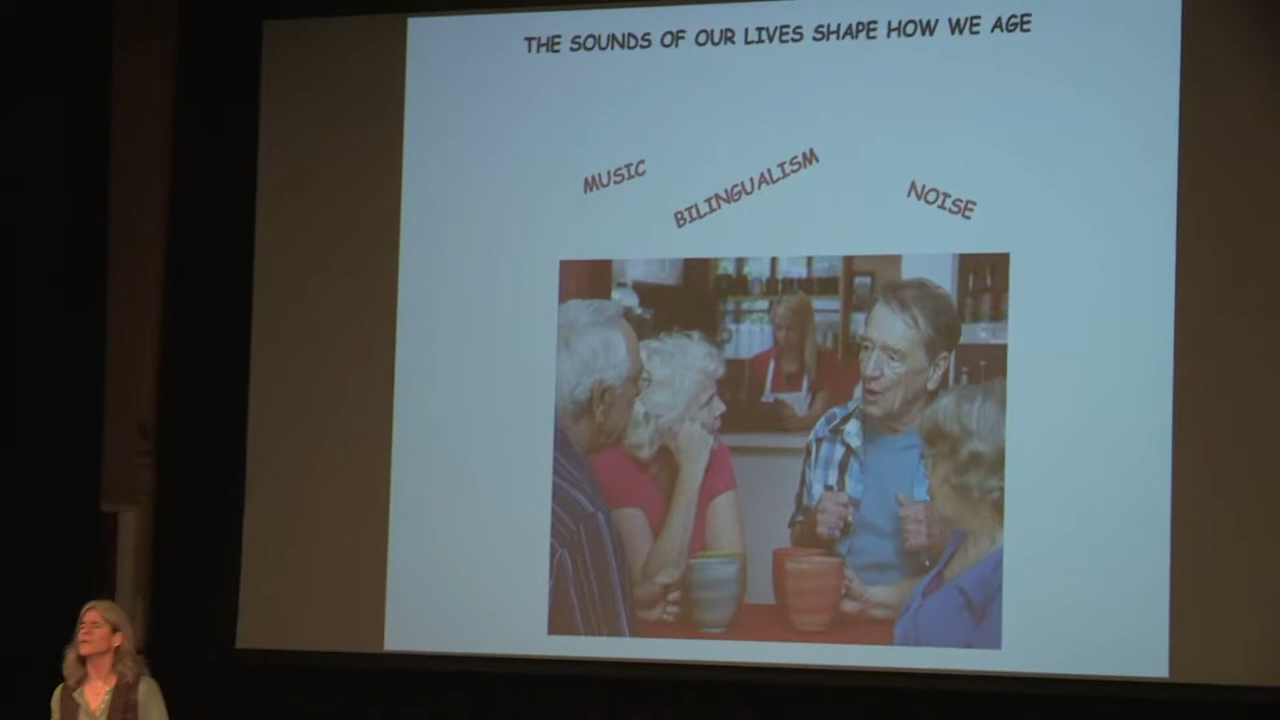 THE SOUNDS OF OUR LIVES SHAPE HOW WE AGE
MUSIC
BILINGUALISM
NOISE